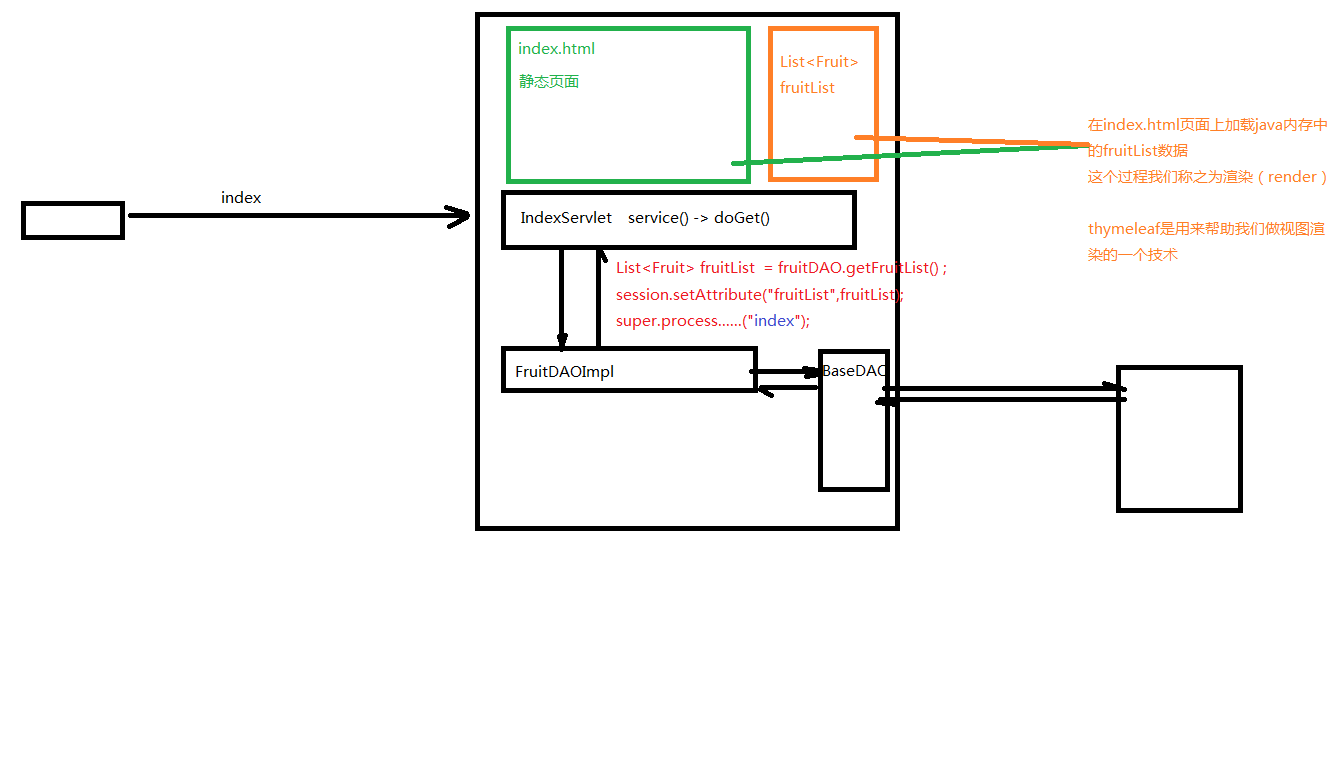 index.html
静态页面
List<Fruit>
fruitList
在index.html页面上加载java内存中
的fruitList数据
这个过程我们称之为渲染（render）
thymeleaf是用来帮助我们做视图渲
染的一个技术
index
IndexServlet service() -> doGet()
List<Fruit> fruitList = fruitDAO.getFruitList() ;
session.setAttribute("fruitList",fruitList);
super.process......("index");
FruitDAOImpl
BaseDAO